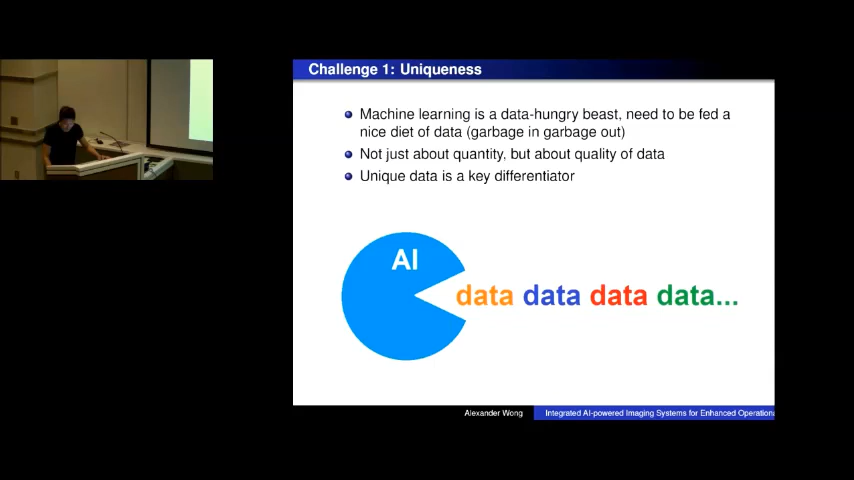 Challenge 1: Uniqueness
Machine learning is a data-hungry beast, need to be fed a
nice diet of data (garbage in garbage out)
Not just about quantity, but about quality of data
Unique data is a key differentiator
AI
data data data data...
Alexander Wong
Integrated AI-powered Imaging Systems for Enhanced Operationa